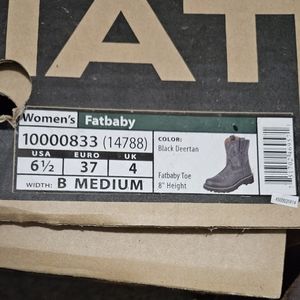 IAT
Women's Fatbaby
10000833 (14788)
COLOR:
Black Deertan
USA EURO UK
6½ 37 4
Fatbaby Toe
8" Height
WIDTH: B MEDIUM